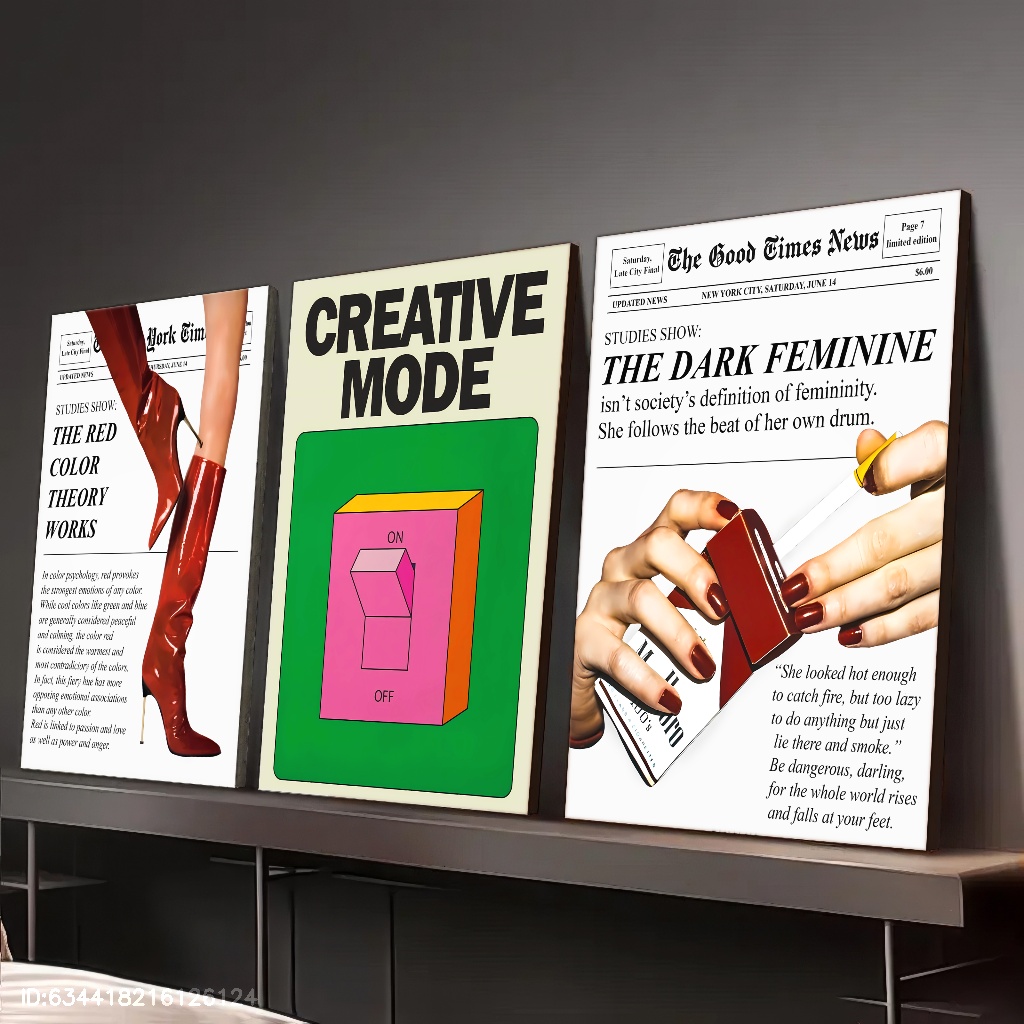 Saturday.
Late City Final
York Tim
UPDATED NEWS
JUNE 14
STUDIES SHOW:
THE RED
COLOR
THEORY
WORKS
In color psychology, red provokes
the strongest emotions of any color.
While cool colors like green and blue
are generally considered peaceful
and calming, the color red
is considered the warmest and
most contradictory of the colors.
In fact, this fiery hue has more
opposing emotional associations
than any other color.
Red is linked to passion and love
as well as power and anger.
CREATIVE
MODE
ON
OFF
Saturday.
Late City Final
The Good Times News
Page 7
limited edition
UPDATED NEWS
NEW YORK CITY, SATURDAY, JUNE 14
$6.00
STUDIES SHOW:
THE DARK FEMININE
isn't society's definition of femininity.
She follows the beat of her own drum.
“She looked hot enough
to catch fire, but too lazy
to do anything but just
lie there and smoke.”
Be dangerous, darling,
for the whole world rises
and falls at your feet.
ID:634418216126124